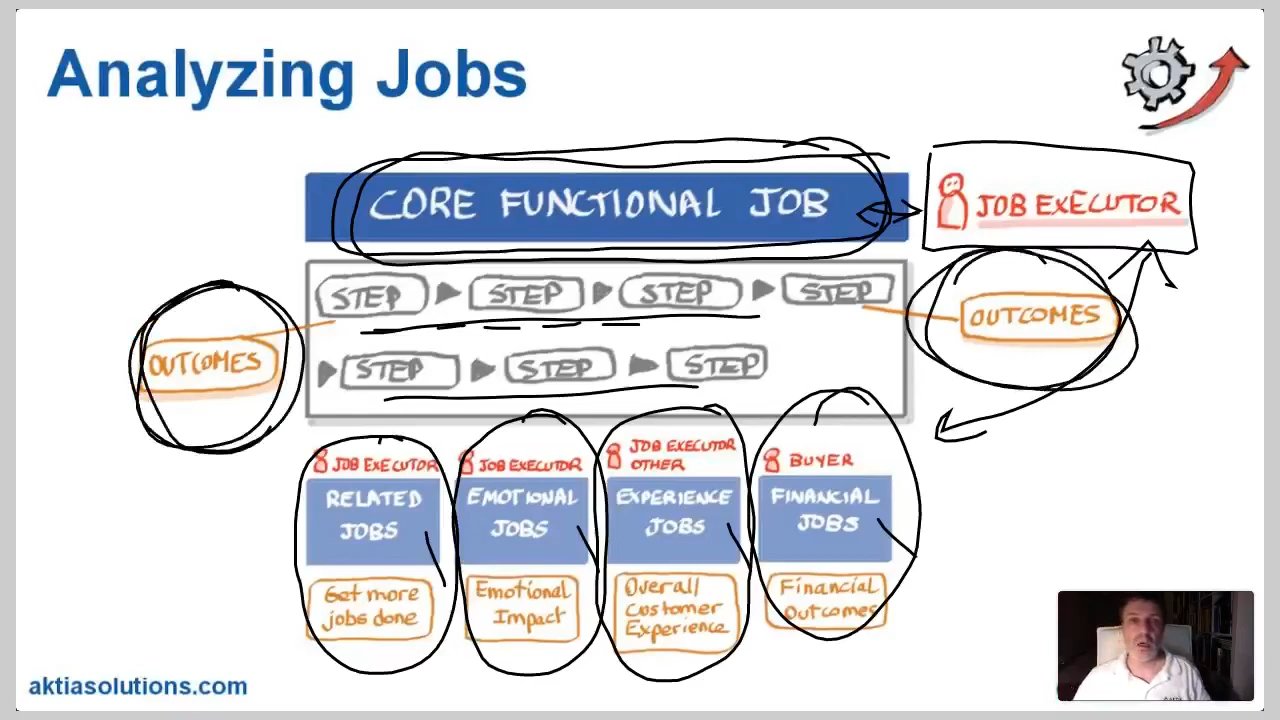 Analyzing Jobs
CORE FUNCTIONAL JOB
JOB EXECUTOR
STEP STEP STEP STEP
OUTCOMES
OUTCOMES
STEP STEP STEP
JOB EXECUTOR
RELATED
JOBS
Get more
jobs done
JOB EXECUTOR
EMOTIONAL
JOBS
Emotional
Impact
JOB EXECUTOR
OTHER
EXPERIENCE
JOBS
Overall
Customer
Experience
BUYER
FINANCIAL
JOBS
Financial
Outcomes
aktiasolutions.com